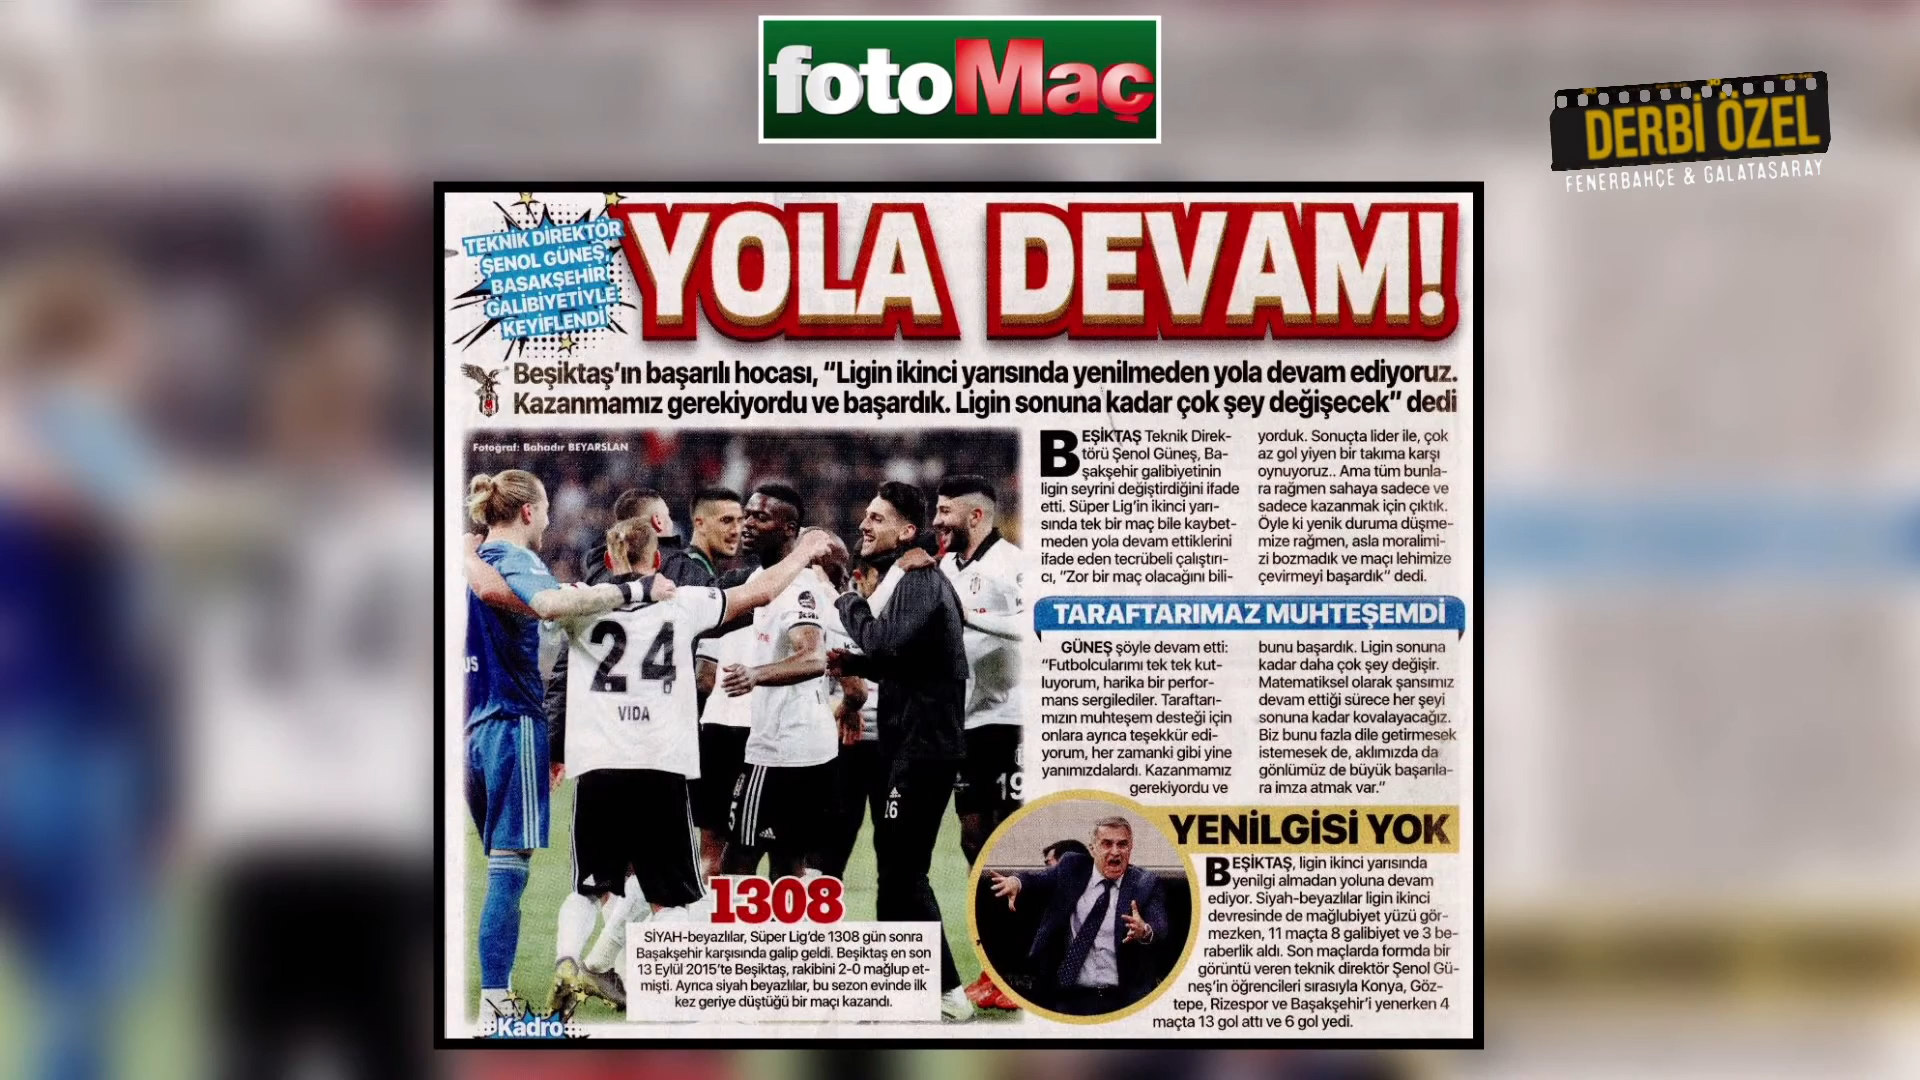 fotoMaç
DERBİ ÖZEL
FENERBAHÇE & GALATASARAY
TEKNİK DİREKTÖR
ŞENOL GÜNEŞ,
BASAKŞEHİR
GALİBİYETİYLE
KEYİFLENDİ
YOLA DEVAM!
Beşiktaş'ın başarılı hocası, "Ligin ikinci yarısında yenilmeden yola devam ediyoruz.
Kazanmamız gerekiyordu ve başardık. Ligin sonuna kadar çok şey değişecek" dedi
Fotoğraf: Bahadır BEYARSLAN
24
VIDA
19
26
BEŞİKTAŞ Teknik Direk-
törü Şenol Güneş, Ba-
şakşehir galibiyetinin
ligin seyrini değiştirdiğini ifade
etti. Süper Lig'in ikinci yarı-
sında tek bir maç bile kaybet-
meden yola devam ettiklerini
ifade eden tecrübeli çalıştırı-
cı, "Zor bir maç olacağını bili-
yorduk. Sonuçta lider ile, çok
az gol yiyen bir takıma karşı
oynuyoruz.. Ama tüm bunla-
ra rağmen sahaya sadece ve
sadece kazanmak için çıktık.
Öyle ki yenik duruma düşme-
mize rağmen, asla moralimi-
zi bozmadık ve maçı lehimize
çevirmeyi başardık" dedi.
TARAFTARIMAZ MUHTEŞEMDİ
GÜNEŞ şöyle devam etti:
"Futbolcularımı tek tek kut-
luyorum, harika bir perfor-
mans sergilediler. Taraftarı-
mızın muhteşem desteği için
onlara ayrıca teşekkür edi-
yorum, her zamanki gibi yine
yanımızdalardı. Kazanmamız
gerekiyordu ve
bunu başardık. Ligin sonuna
kadar daha çok şey değişir.
Matematiksel olarak şansımız
devam ettiği sürece her şeyi
sonuna kadar kovalayacağız.
Biz bunu fazla dile getirmesek
istemesek de, aklımızda da
gönlümüz de büyük başarıla-
ra imza atmak var."
YENİLGİSİ YOK
BEŞİKTAŞ, ligin ikinci yarısında
yenilgi almadan yoluna devam
ediyor. Siyah-beyazlılar ligin ikinci
devresinde de mağlubiyet yüzü gör-
mezken, 11 maçta 8 galibiyet ve 3 be-
raberlik aldı. Son maçlarda formda bir
görüntü veren teknik direktör Şenol Gü-
neş'in öğrencileri sırasıyla Konya, Göz-
tepe, Rizespor ve Başakşehir'i yenerken 4
maçta 13 gol attı ve 6 gol yedi.
1308
SİYAH-beyazlılar, Süper Lig'de 1308 gün sonra
Başakşehir karşısında galip geldi. Beşiktaş en son
13 Eylül 2015'te Beşiktaş, rakibini 2-0 mağlup et-
mişti. Ayrıca siyah beyazlılar, bu sezon evinde ilk
kez geriye düştüğü bir maçı kazandı.
Kadro